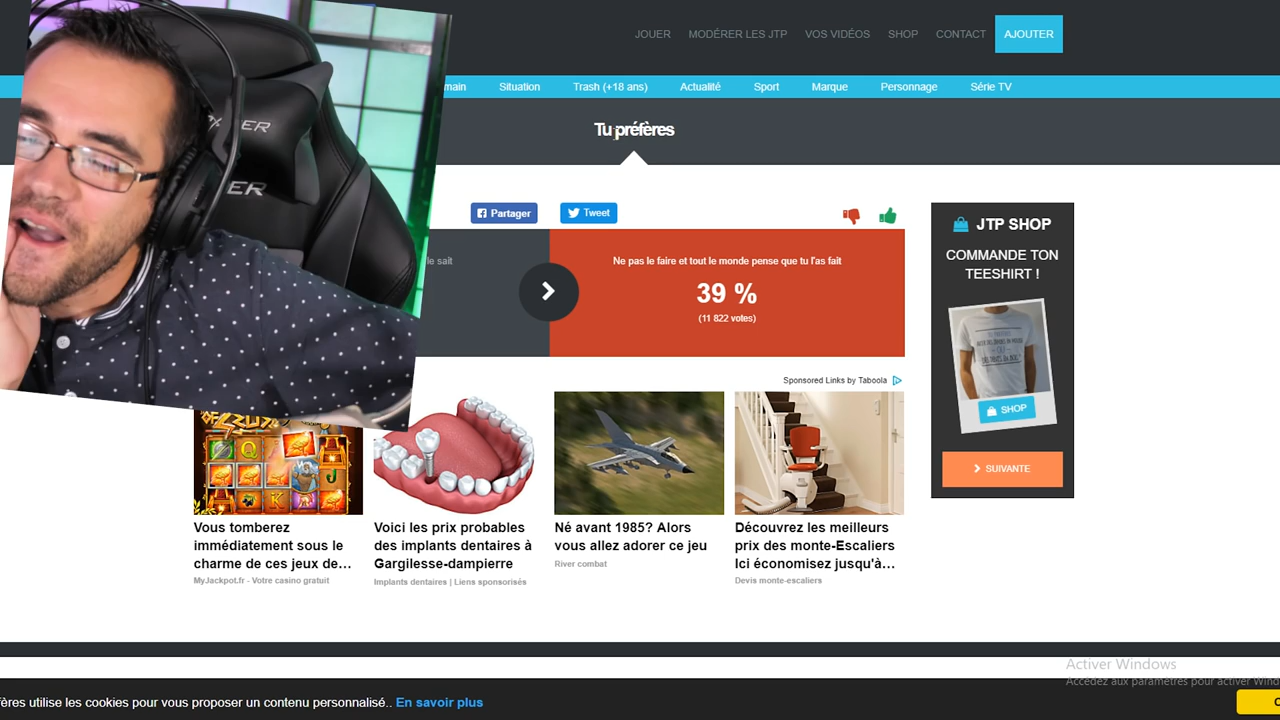 JOUER MODÉRER LES JTP VOS VIDÉOS SHOP CONTACT AJOUTER
main Situation Trash (+18 ans) Actualité Sport Marque Personnage Série TV
Tu préfères
Partager Tweet
le sait
Ne pas le faire et tout le monde pense que tu l'as fait
39 %
(11 822 votes)
JTP SHOP
COMMANDE TON
TEESHIRT !
SHOP
SUIVANTE
Sponsored Links by Taboola
Vous tomberez
immédiatement sous le
charme de ces jeux de...
MyJackpot.fr - Votre casino gratuit
Voici les prix probables
des implants dentaires à
Gargilesse-dampierre
Implants dentaires | Liens sponsorisés
Né avant 1985? Alors
vous allez adorer ce jeu
River combat
Découvrez les meilleurs
prix des monte-Escaliers
Ici économisez jusqu'à...
Devis monte-escaliers
Activer Windows
Accédez aux paramètres pour activer Wind
fères utilise les cookies pour vous proposer un contenu personnalisé.. En savoir plus